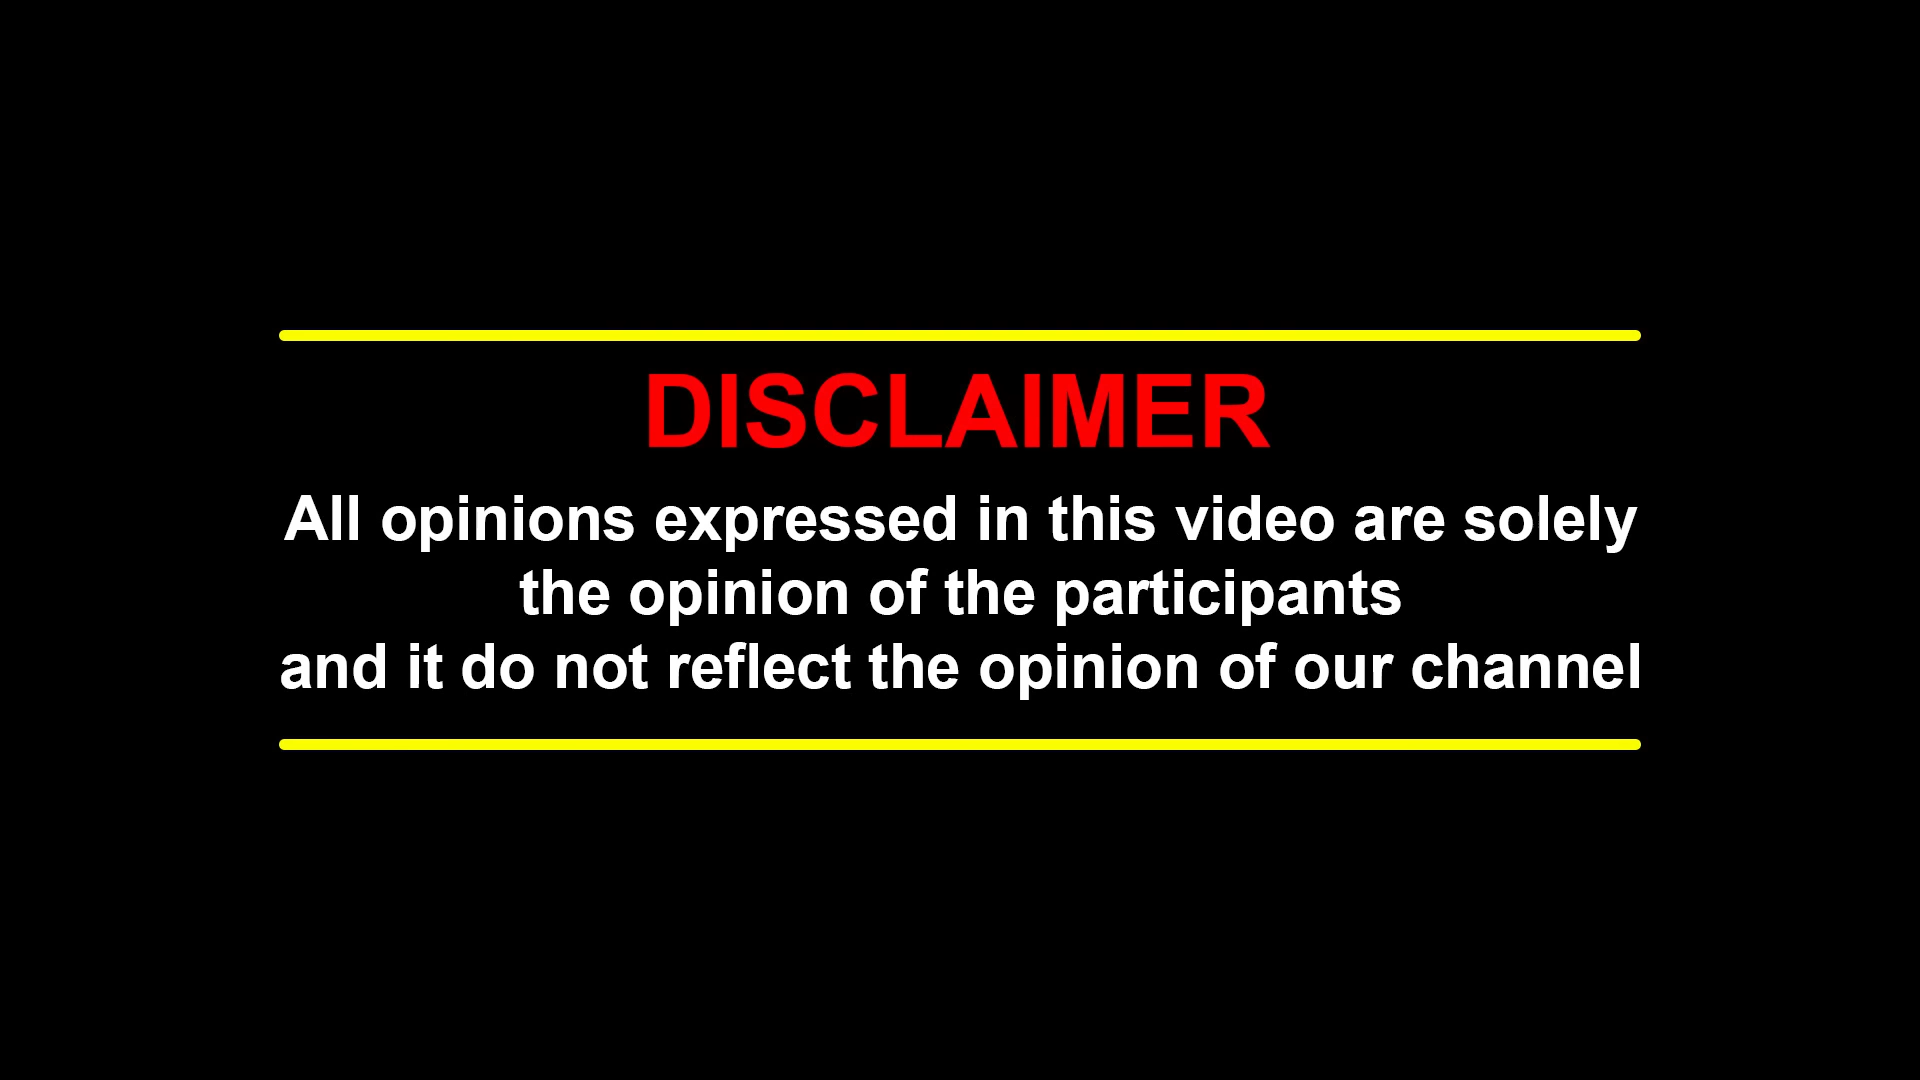 DISCLAIMER
All opinions expressed in this video are solely
the opinion of the participants
and it do not reflect the opinion of our channel